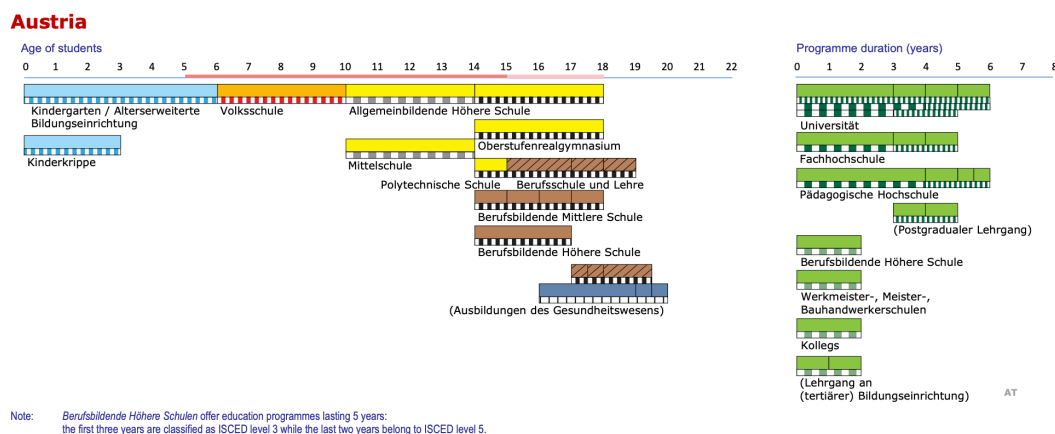 Austria
Age of students
0 1 2 3 4 5 6 7 8 9 10 11 12 13 14 15 16 17 18 19 20 21 22
Kindergarten / Alterserweiterte
Bildungseinrichtung
Volksschule
Allgemeinbildende Höhere Schule
Oberstufenrealgymnasium
Kinderkrippe
Mittelschule
Polytechnische Schule
Berufsschule und Lehre
Berufsbildende Mittlere Schule
Berufsbildende Höhere Schule
(Ausbildungen des Gesundheitswesens)
Programme duration (years)
0 1 2 3 4 5 6 7 8
Universität
Fachhochschule
Pädagogische Hochschule
(Postgradualer Lehrgang)
Berufsbildende Höhere Schule
Werkmeister-, Meister-,
Bauhandwerkerschulen
Kollegs
(Lehrgang an
(tertiärer) Bildungseinrichtung)
AT
Note: Berufsbildende Höhere Schulen offer education programmes lasting 5 years:
the first three years are classified as ISCED level 3 while the last two years belong to ISCED level 5.